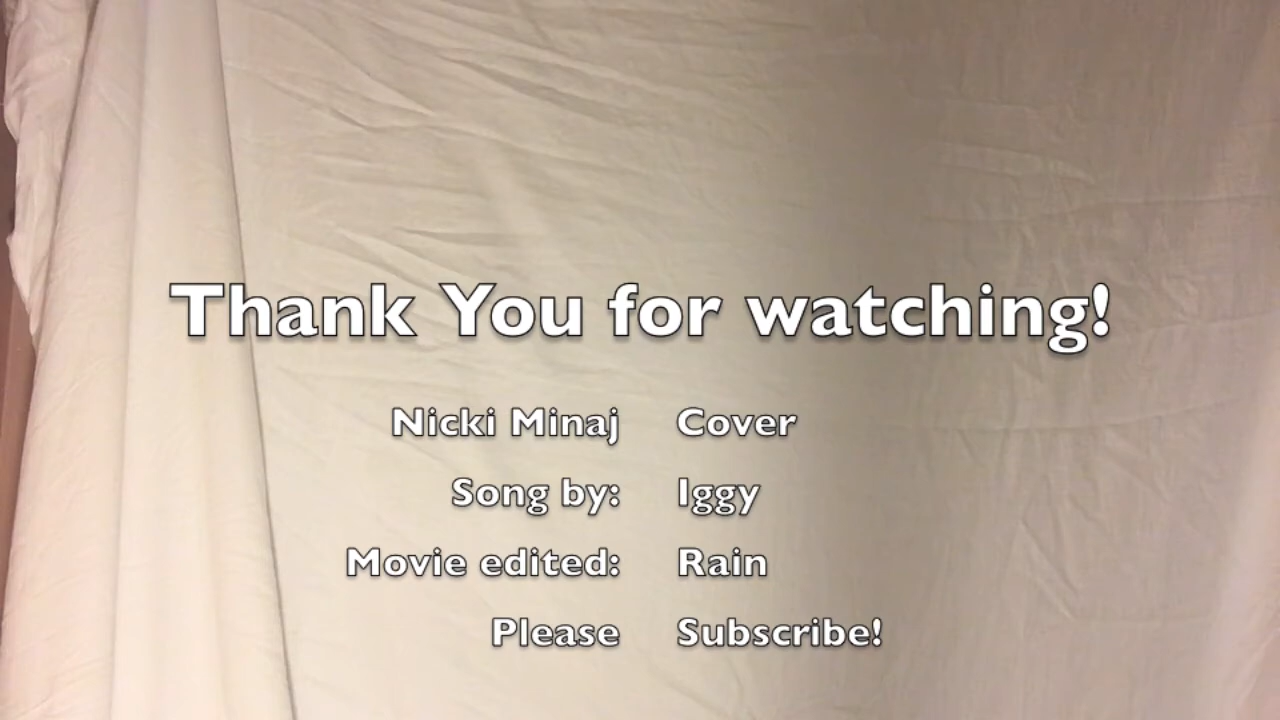 Thank You for watching!
Nicki Minaj Cover
Song by: Iggy
Movie edited: Rain
Please Subscribe!